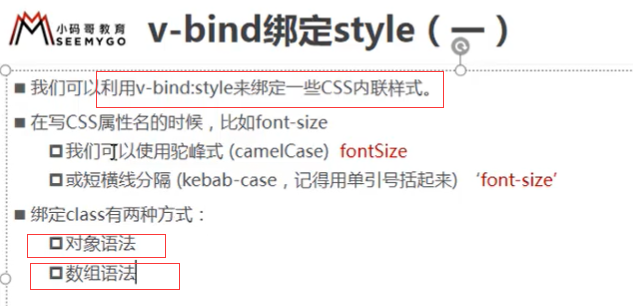 小码哥教育
SEEMYGO
v-bind绑定style（一）
我们可以利用v-bind:style来绑定一些CSS内联样式。
在写CSS属性名的时候，比如font-size
我们可以使用驼峰式 (camelCase) fontSize
或短横线分隔 (kebab-case，记得用单引号括起来) ‘font-size’
绑定class有两种方式：
对象语法
数组语法